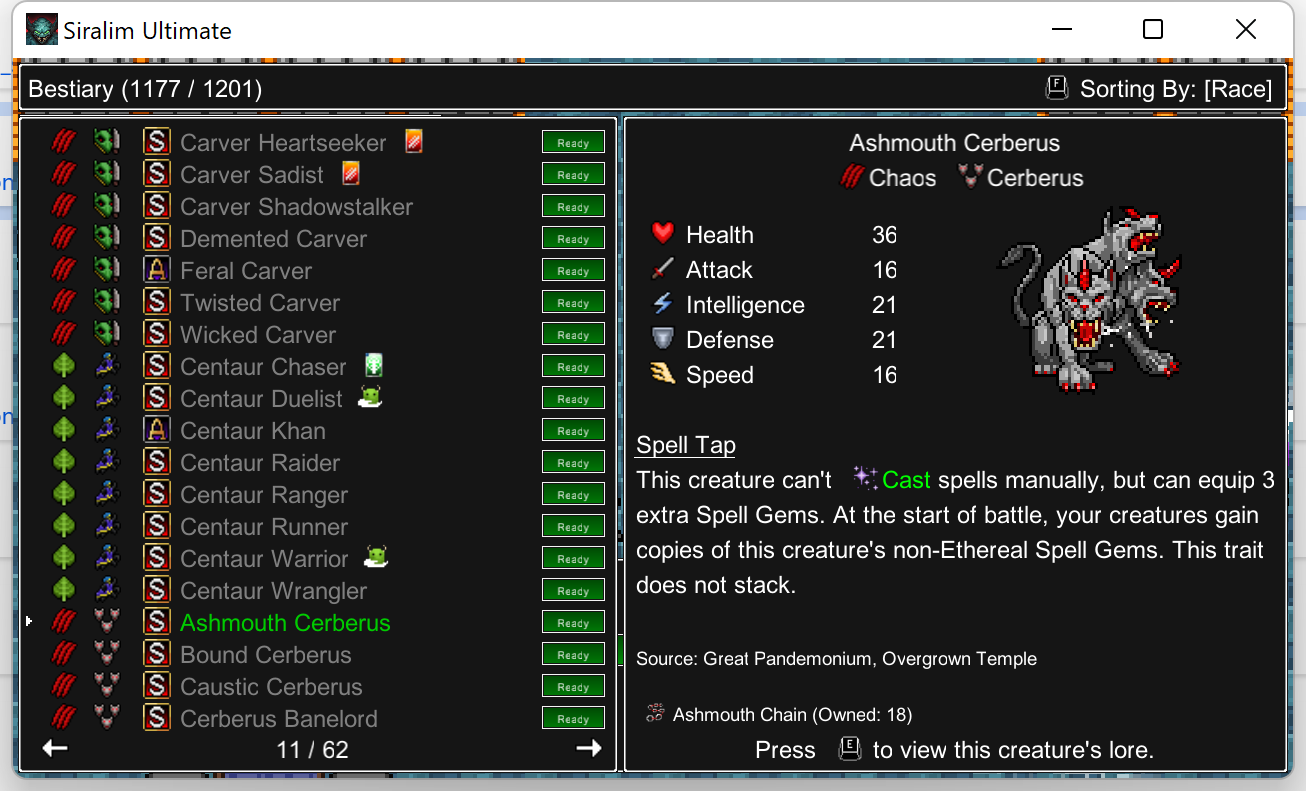 Siralim Ultimate
Bestiary (1177 / 1201)
F Sorting By: [Race]
S Carver Heartseeker Ready
S Carver Sadist Ready
S Carver Shadowstalker Ready
S Demented Carver Ready
A Feral Carver Ready
S Twisted Carver Ready
S Wicked Carver Ready
S Centaur Chaser Ready
S Centaur Duelist Ready
A Centaur Khan Ready
S Centaur Raider Ready
S Centaur Ranger Ready
S Centaur Runner Ready
S Centaur Warrior Ready
S Centaur Wrangler Ready
S Ashmouth Cerberus Ready
S Bound Cerberus Ready
S Caustic Cerberus Ready
S Cerberus Banelord Ready
11 / 62
Ashmouth Cerberus
Chaos Cerberus
Health 36
Attack 16
Intelligence 21
Defense 21
Speed 16
Spell Tap
This creature can't Cast spells manually, but can equip 3
extra Spell Gems. At the start of battle, your creatures gain
copies of this creature's non-Ethereal Spell Gems. This trait
does not stack.
Source: Great Pandemonium, Overgrown Temple
Ashmouth Chain (Owned: 18)
Press E to view this creature's lore.